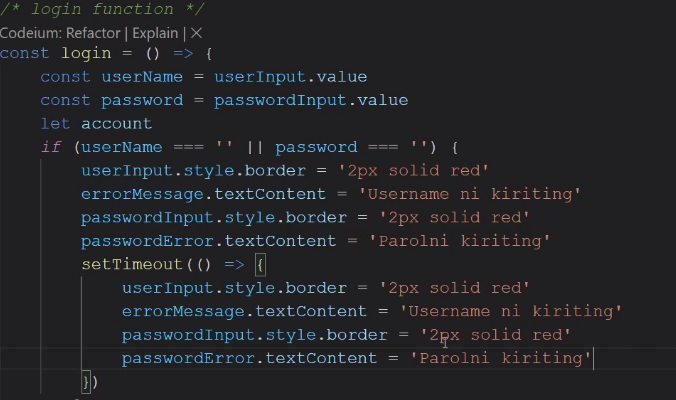 /* login function */
Codeium: Refactor | Explain | ×
const login = () => {
    const userName = userInput.value
    const password = passwordInput.value
    let account
    if (userName === '' || password === '') {
        userInput.style.border = '2px solid red'
        errorMessage.textContent = 'Username ni kiriting'
        passwordInput.style.border = '2px solid red'
        passwordError.textContent = 'Parolni kiriting'
        setTimeout(() => {
            userInput.style.border = '2px solid red'
            errorMessage.textContent = 'Username ni kiriting'
            passwordInput.style.border = '2px solid red'
            passwordError.textContent = 'Parolni kiriting'
        })